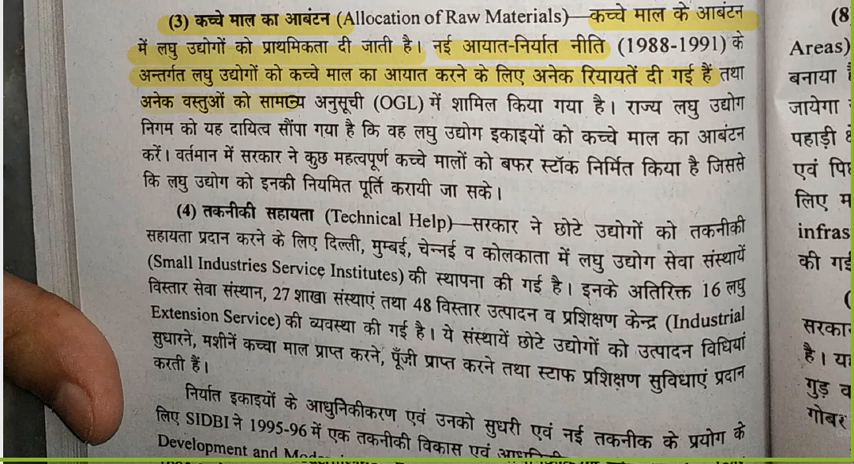 (3) कच्चे माल का आबंटन (Allocation of Raw Materials)—कच्चे माल के आबंटन
में लघु उद्योगों को प्राथमिकता दी जाती है। नई आयात-निर्यात नीति (1988-1991) के
अन्तर्गत लघु उद्योगों को कच्चे माल का आयात करने के लिए अनेक रियायतें दी गई हैं तथा
अनेक वस्तुओं को सामान्य अनुसूची (OGL) में शामिल किया गया है। राज्य लघु उद्योग
निगम को यह दायित्व सौंपा गया है कि वह लघु उद्योग इकाइयों को कच्चे माल का आबंटन
करें। वर्तमान में सरकार ने कुछ महत्वपूर्ण कच्चे मालों को बफर स्टॉक निर्मित किया है जिससे
कि लघु उद्योग को इनकी नियमित पूर्ति करायी जा सके।
(4) तकनीकी सहायता (Technical Help)—सरकार ने छोटे उद्योगों को तकनीकी
सहायता प्रदान करने के लिए दिल्ली, मुम्बई, चेन्नई व कोलकाता में लघु उद्योग सेवा संस्थायें
(Small Industries Service Institutes) की स्थापना की गई है। इनके अतिरिक्त 16 लघु
विस्तार सेवा संस्थान, 27 शाखा संस्थाएं तथा 48 विस्तार उत्पादन व प्रशिक्षण केन्द्र (Industrial
Extension Service) की व्यवस्था की गई है। ये संस्थायें छोटे उद्योगों को उत्पादन विधियां
सुधारने, मशीनें कच्चा माल प्राप्त करने, पूँजी प्राप्त करने तथा स्टाफ प्रशिक्षण सुविधाएं प्रदान
करती हैं।
निर्यात इकाइयों के आधुनिकीकरण एवं उनको सुधरी एवं नई तकनीक के प्रयोग के
लिए SIDBI ने 1995-96 में एक तकनीकी विकास एवं
Development and
(8
Areas)
बनाया
जायेगा
पहाड़ी
एवं
लिए
infras
की गई
सरकार
है।
गुड़
गोबर